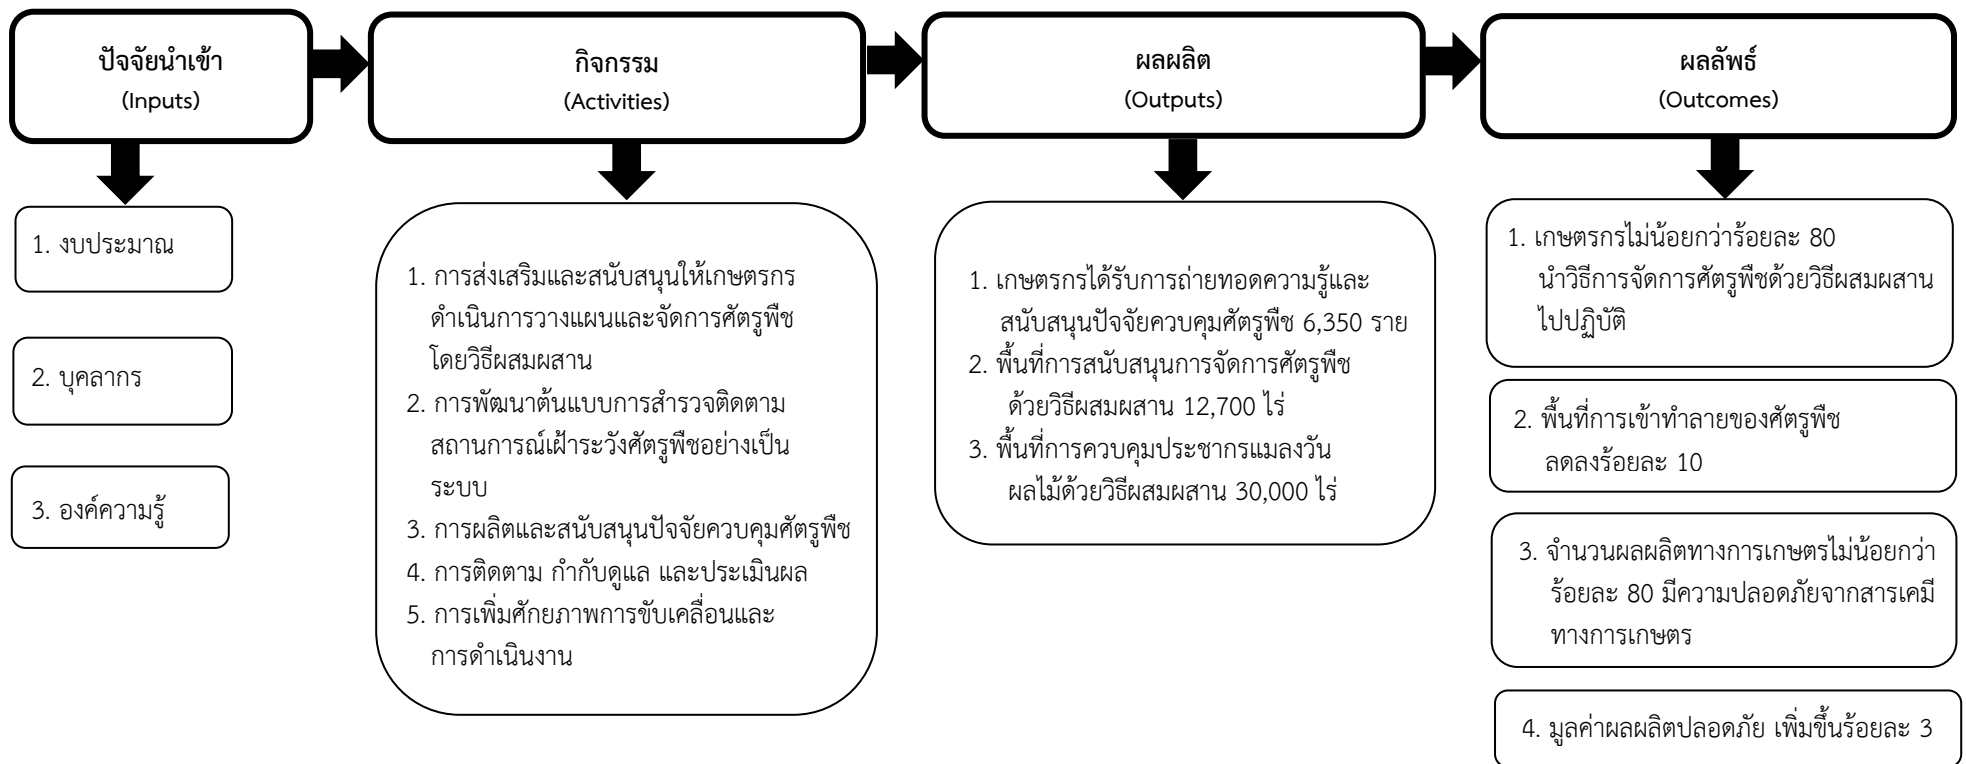 ปัจจัยนำเข้า
(Inputs)
กิจกรรม
(Activities)
ผลผลิต
(Outputs)
ผลลัพธ์
(Outcomes)
1. งบประมาณ
2. บุคลากร
3. องค์ความรู้
1. การส่งเสริมและสนับสนุนให้เกษตรกร
ดำเนินการวางแผนและจัดการศัตรูพืช
โดยวิธีผสมผสาน
2. การพัฒนาต้นแบบการสำรวจติดตาม
สถานการณ์เฝ้าระวังศัตรูพืชอย่างเป็น
ระบบ
3. การผลิตและสนับสนุนปัจจัยควบคุมศัตรูพืช
4. การติดตาม กำกับดูแล และประเมินผล
5. การเพิ่มศักยภาพการขับเคลื่อนและ
การดำเนินงาน
1. เกษตรกรได้รับการถ่ายทอดความรู้และ
สนับสนุนปัจจัยควบคุมศัตรูพืช 6,350 ราย
2. พื้นที่การสนับสนุนการจัดการศัตรูพืช
ด้วยวิธีผสมผสาน 12,700 ไร่
3. พื้นที่การควบคุมประชากรแมลงวัน
ผลไม้ด้วยวิธีผสมผสาน 30,000 ไร่
1. เกษตรกรไม่น้อยกว่าร้อยละ 80
นำวิธีการจัดการศัตรูพืชด้วยวิธีผสมผสาน
ไปปฏิบัติ
2. พื้นที่การเข้าทำลายของศัตรูพืช
ลดลงร้อยละ 10
3. จำนวนผลผลิตทางการเกษตรไม่น้อยกว่า
ร้อยละ 80 มีความปลอดภัยจากสารเคมี
ทางการเกษตร
4. มูลค่าผลผลิตปลอดภัย เพิ่มขึ้นร้อยละ 3